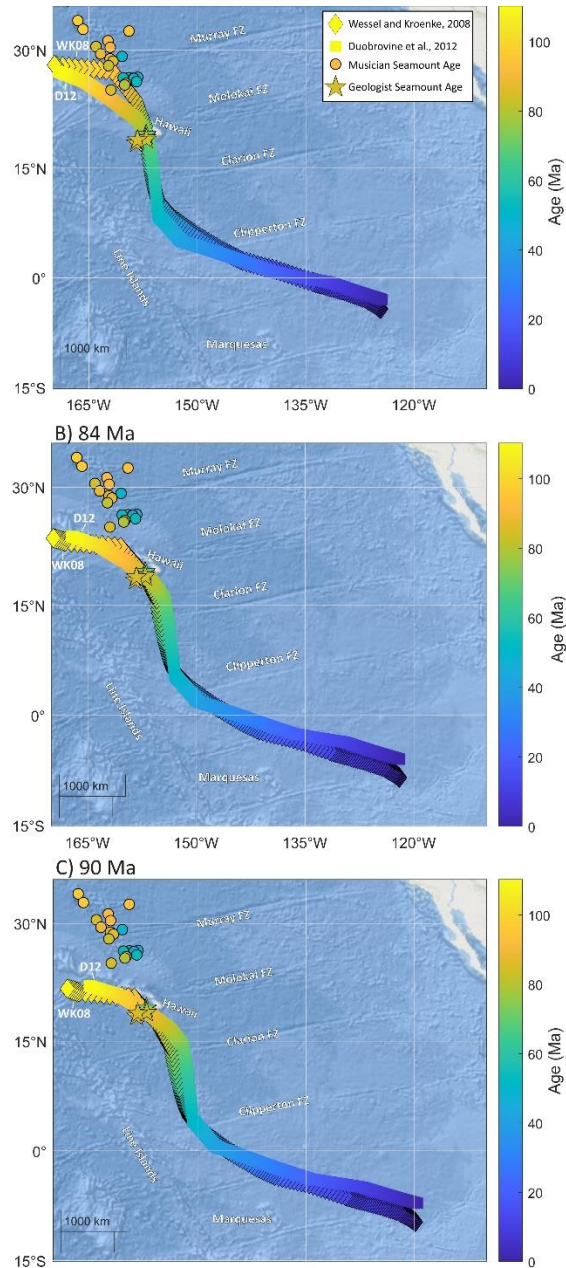 Wessel and Kroenke, 2008
Duobrovine et al., 2012
Musician Seamount Age
Geologist Seamount Age
30°N
15°N
0°
15°S
WK08
D12
Murray FZ
Molokai FZ
Hawaii
Clarion FZ
Clipperton FZ
Line Islands
Marquesas
1000 km
165°W 150°W 135°W 120°W
100
80
60
40
20
0
Age (Ma)
B) 84 Ma
30°N
15°N
0°
15°S
D12
WK08
Murray FZ
Molokai FZ
Hawaii
Clarion FZ
Clipperton FZ
Line Islands
Marquesas
1000 km
165°W 150°W 135°W 120°W
100
80
60
40
20
0
Age (Ma)
C) 90 Ma
30°N
15°N
0°
15°S
D12
WK08
Murray FZ
Molokai FZ
Hawaii
Clarion FZ
Clipperton FZ
Line Islands
Marquesas
1000 km
100
80
60
40
20
0
Age (Ma)